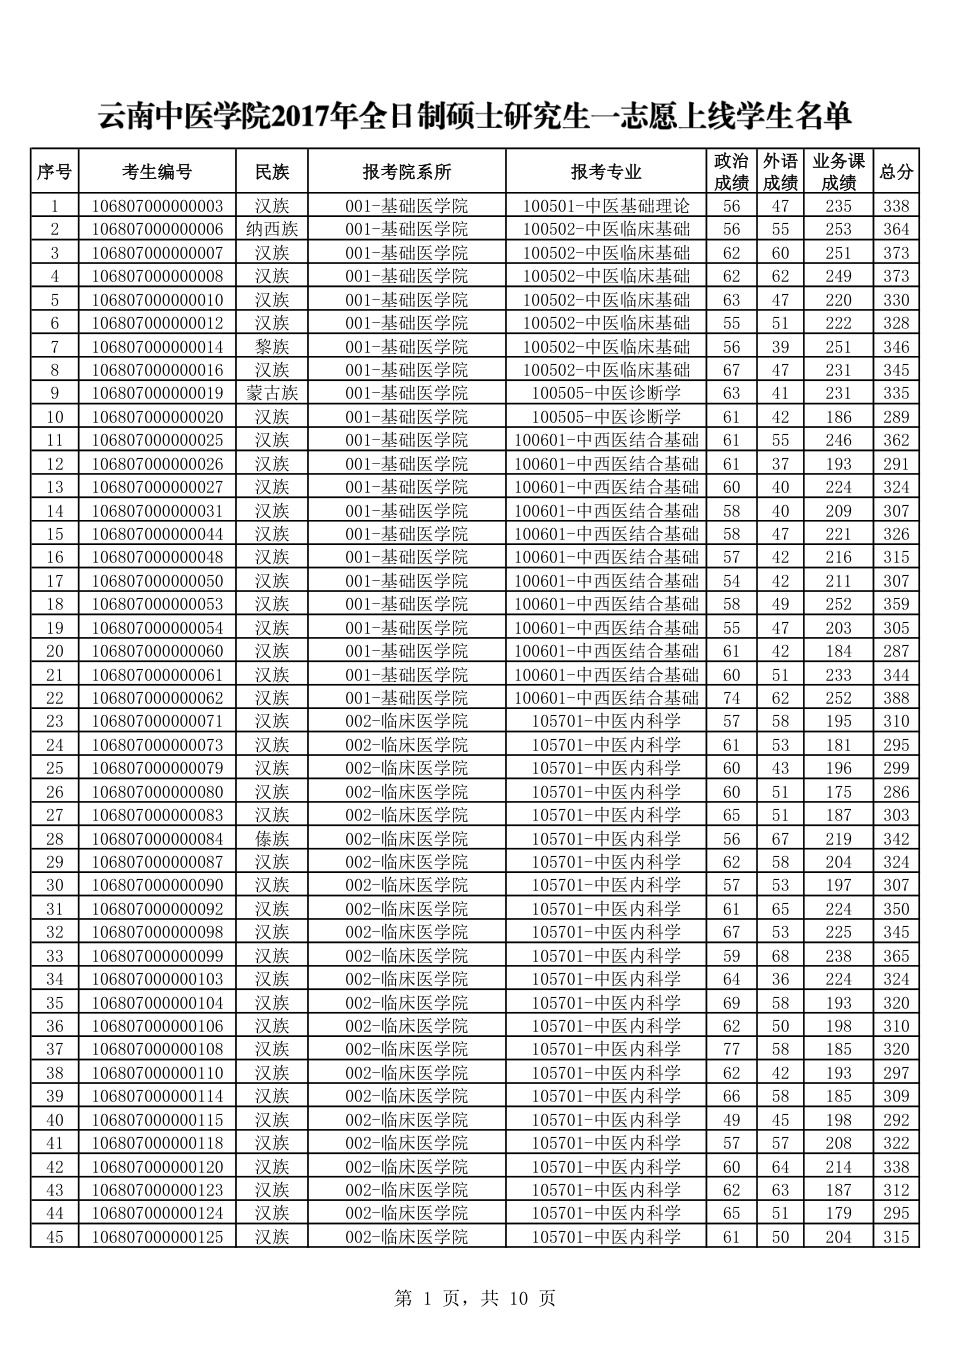 云南中医学院2017年全日制硕士研究生一志愿上线学生名单
序号 考生编号 民族 报考院系所 报考专业 政治成绩 外语成绩 业务课成绩 总分
1 106807000000003 汉族 001-基础医学院 100501-中医基础理论 56 47 235 338
2 106807000000006 纳西族 001-基础医学院 100502-中医临床基础 56 55 253 364
3 106807000000007 汉族 001-基础医学院 100502-中医临床基础 62 60 251 373
4 106807000000008 汉族 001-基础医学院 100502-中医临床基础 62 62 249 373
5 106807000000010 汉族 001-基础医学院 100502-中医临床基础 63 47 220 330
6 106807000000012 汉族 001-基础医学院 100502-中医临床基础 55 51 222 328
7 106807000000014 黎族 001-基础医学院 100502-中医临床基础 56 39 251 346
8 106807000000016 汉族 001-基础医学院 100502-中医临床基础 67 47 231 345
9 106807000000019 蒙古族 001-基础医学院 100505-中医诊断学 63 41 231 335
10 106807000000020 汉族 001-基础医学院 100505-中医诊断学 61 42 186 289
11 106807000000025 汉族 001-基础医学院 100601-中西医结合基础 61 55 246 362
12 106807000000026 汉族 001-基础医学院 100601-中西医结合基础 61 37 193 291
13 106807000000027 汉族 001-基础医学院 100601-中西医结合基础 60 40 224 324
14 106807000000031 汉族 001-基础医学院 100601-中西医结合基础 58 40 209 307
15 106807000000044 汉族 001-基础医学院 100601-中西医结合基础 58 47 221 326
16 106807000000048 汉族 001-基础医学院 100601-中西医结合基础 57 42 216 315
17 106807000000050 汉族 001-基础医学院 100601-中西医结合基础 54 42 211 307
18 106807000000053 汉族 001-基础医学院 100601-中西医结合基础 58 49 252 359
19 106807000000054 汉族 001-基础医学院 100601-中西医结合基础 55 47 203 305
20 106807000000060 汉族 001-基础医学院 100601-中西医结合基础 61 42 184 287
21 106807000000061 汉族 001-基础医学院 100601-中西医结合基础 60 51 233 344
22 106807000000062 汉族 001-基础医学院 100601-中西医结合基础 74 62 252 388
23 106807000000071 汉族 002-临床医学院 105701-中医内科学 57 58 195 310
24 106807000000073 汉族 002-临床医学院 105701-中医内科学 61 53 181 295
25 106807000000079 汉族 002-临床医学院 105701-中医内科学 60 43 196 299
26 106807000000080 汉族 002-临床医学院 105701-中医内科学 60 51 175 286
27 106807000000083 汉族 002-临床医学院 105701-中医内科学 65 51 187 303
28 106807000000084 傣族 002-临床医学院 105701-中医内科学 56 67 219 342
29 106807000000087 汉族 002-临床医学院 105701-中医内科学 62 58 204 324
30 106807000000090 汉族 002-临床医学院 105701-中医内科学 57 53 197 307
31 106807000000092 汉族 002-临床医学院 105701-中医内科学 61 65 224 350
32 106807000000098 汉族 002-临床医学院 105701-中医内科学 67 53 225 345
33 106807000000099 汉族 002-临床医学院 105701-中医内科学 59 68 238 365
34 106807000000103 汉族 002-临床医学院 105701-中医内科学 64 36 224 324
35 106807000000104 汉族 002-临床医学院 105701-中医内科学 69 58 193 320
36 106807000000106 汉族 002-临床医学院 105701-中医内科学 62 50 198 310
37 106807000000108 汉族 002-临床医学院 105701-中医内科学 77 58 185 320
38 106807000000110 汉族 002-临床医学院 105701-中医内科学 62 42 193 297
39 106807000000114 汉族 002-临床医学院 105701-中医内科学 66 58 185 309
40 106807000000115 汉族 002-临床医学院 105701-中医内科学 49 45 198 292
41 106807000000118 汉族 002-临床医学院 105701-中医内科学 57 57 208 322
42 106807000000120 汉族 002-临床医学院 105701-中医内科学 60 64 214 338
43 106807000000123 汉族 002-临床医学院 105701-中医内科学 62 63 187 312
44 106807000000124 汉族 002-临床医学院 105701-中医内科学 65 51 179 295
45 106807000000125 汉族 002-临床医学院 105701-中医内科学 61 50 204 315
第 1 页，共 10 页